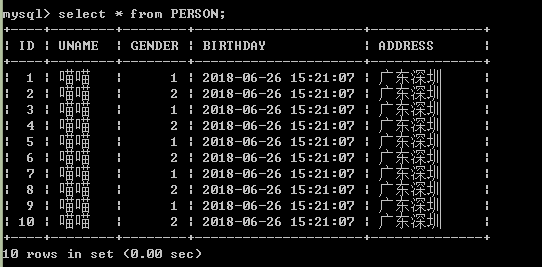 mysql> select * from PERSON;
+----+-------+--------+---------------------+--------------+
| ID | UNAME | GENDER | BIRTHDAY | ADDRESS |
+----+-------+--------+---------------------+--------------+
| 1 | 喵喵 | 1 | 2018-06-26 15:21:07 | 广东深圳 |
| 2 | 喵喵 | 2 | 2018-06-26 15:21:07 | 广东深圳 |
| 3 | 喵喵 | 1 | 2018-06-26 15:21:07 | 广东深圳 |
| 4 | 喵喵 | 2 | 2018-06-26 15:21:07 | 广东深圳 |
| 5 | 喵喵 | 1 | 2018-06-26 15:21:07 | 广东深圳 |
| 6 | 喵喵 | 2 | 2018-06-26 15:21:07 | 广东深圳 |
| 7 | 喵喵 | 1 | 2018-06-26 15:21:07 | 广东深圳 |
| 8 | 喵喵 | 2 | 2018-06-26 15:21:07 | 广东深圳 |
| 9 | 喵喵 | 1 | 2018-06-26 15:21:07 | 广东深圳 |
| 10 | 喵喵 | 2 | 2018-06-26 15:21:07 | 广东深圳 |
+----+-------+--------+---------------------+--------------+
10 rows in set (0.00 sec)